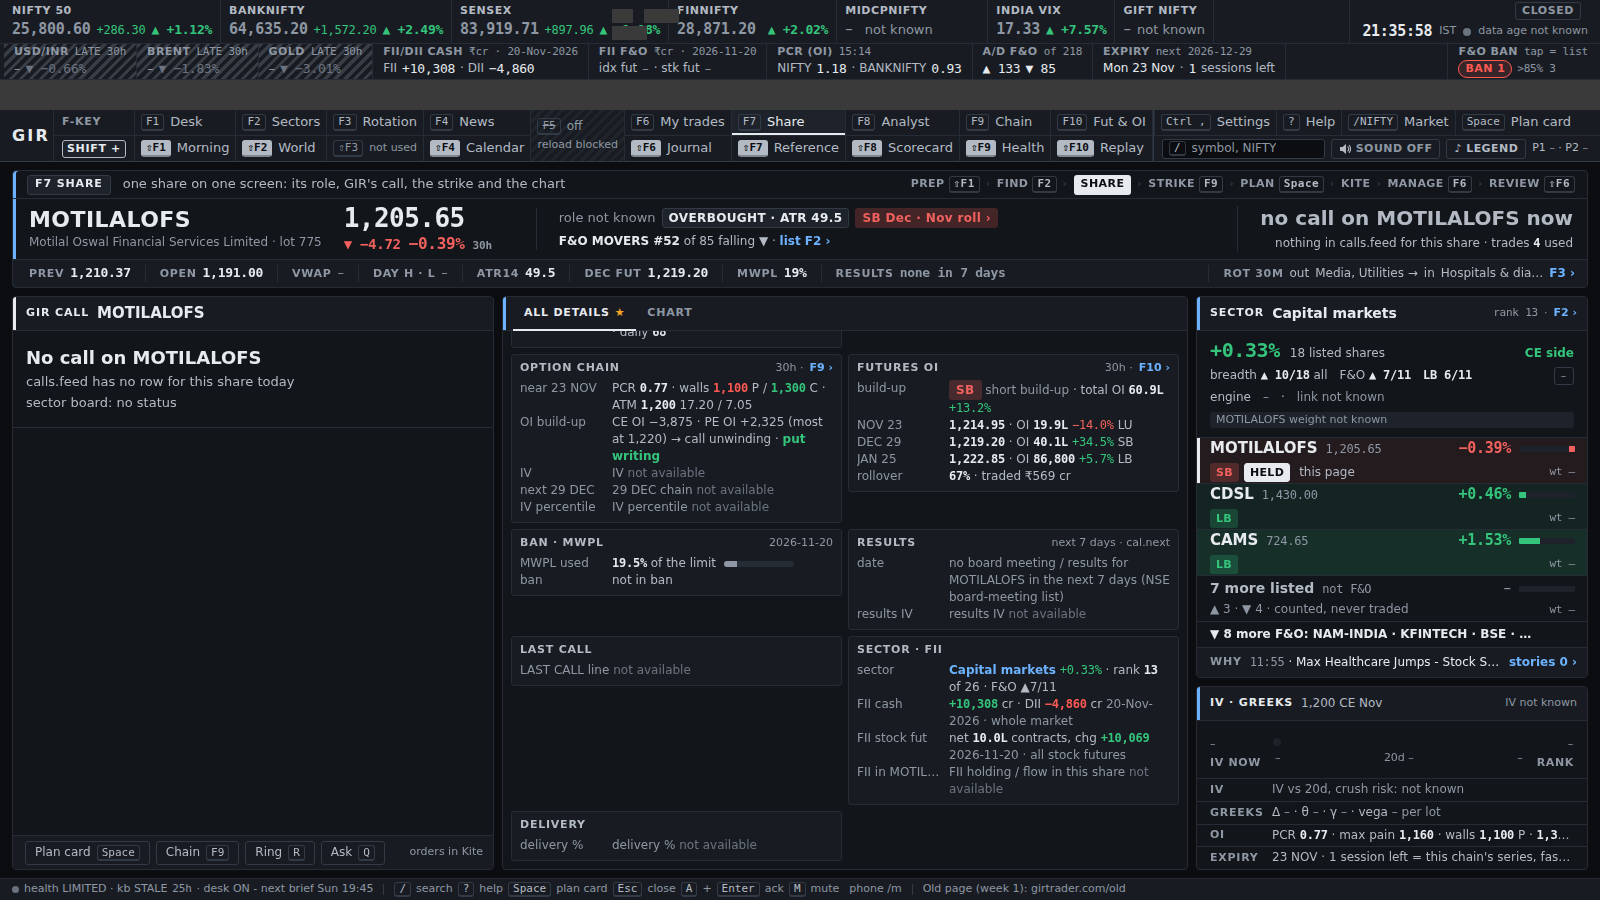 NIFTY 50
25,800.60 +286.30 ▲ +1.12%
BANKNIFTY
64,635.20 +1,572.20 ▲ +2.49%
SENSEX
83,919.71 +897.96 ▲
FINNIFTY
28,871.20 ▲ +2.02%
MIDCPNIFTY
– not known
INDIA VIX
17.33 ▲ +7.57%
GIFT NIFTY
– not known
CLOSED
21:35:58 IST ● data age not known
USD/INR LATE 30h
– ▼ −0.66%
BRENT LATE 30h
– ▼ −1.83%
GOLD LATE 30h
– ▼ −3.01%
FII/DII CASH ₹cr · 20-Nov-2026
FII +10,308 · DII −4,860
FII F&O ₹cr · 2026-11-20
idx fut – · stk fut –
PCR (OI) 15:14
NIFTY 1.18 · BANKNIFTY 0.93
A/D F&O of 218
▲ 133 ▼ 85
EXPIRY next 2026-12-29
Mon 23 Nov · 1 sessions left
F&O BAN tap = list
BAN 1 >85% 3
GIR
F-KEY
F1 Desk
F2 Sectors
F3 Rotation
F4 News
F5 off
reload blocked
F6 My trades
F7 Share
F8 Analyst
F9 Chain
F10 Fut & OI
Ctrl , Settings
? Help
/NIFTY Market
Space Plan card
SHIFT +
⇧F1 Morning
⇧F2 World
⇧F3 not used
⇧F4 Calendar
⇧F6 Journal
⇧F7 Reference
⇧F8 Scorecard
⇧F9 Health
⇧F10 Replay
/ symbol, NIFTY
SOUND OFF
♪ LEGEND
P1 – · P2 –
F7 SHARE one share on one screen: its role, GIR's call, the strike and the chart
PREP ⇧F1 › FIND F2 › SHARE › STRIKE F9 › PLAN Space › KITE › MANAGE F6 › REVIEW ⇧F6
MOTILALOFS
Motilal Oswal Financial Services Limited · lot 775
1,205.65
▼ −4.72 −0.39% 30h
role not known OVERBOUGHT · ATR 49.5 SB Dec · Nov roll ›
F&O MOVERS #52 of 85 falling ▼ · list F2 ›
no call on MOTILALOFS now
nothing in calls.feed for this share · trades 4 used
PREV 1,210.37 OPEN 1,191.00 VWAP – DAY H · L – ATR14 49.5 DEC FUT 1,219.20 MWPL 19% RESULTS none in 7 days
ROT 30M out Media, Utilities → in Hospitals & dia… F3 ›
GIR CALL MOTILALOFS
No call on MOTILALOFS
calls.feed has no row for this share today
sector board: no status
Plan card Space
Chain F9
Ring R
Ask Q
orders in Kite
ALL DETAILS ★
CHART
· daily 68
OPTION CHAIN 30h · F9 ›
near 23 NOV PCR 0.77 · walls 1,100 P / 1,300 C ·
ATM 1,200 17.20 / 7.05
OI build-up CE OI −3,875 · PE OI +2,325 (most
at 1,220) → call unwinding · put
writing
IV IV not available
next 29 DEC 29 DEC chain not available
IV percentile IV percentile not available
FUTURES OI 30h · F10 ›
build-up SB short build-up · total OI 60.9L
+13.2%
NOV 23 1,214.95 · OI 19.9L −14.0% LU
DEC 29 1,219.20 · OI 40.1L +34.5% SB
JAN 25 1,222.85 · OI 86,800 +5.7% LB
rollover 67% · traded ₹569 cr
BAN · MWPL 2026-11-20
MWPL used 19.5% of the limit
ban not in ban
RESULTS next 7 days · cal.next
date no board meeting / results for
MOTILALOFS in the next 7 days (NSE
board-meeting list)
results IV results IV not available
LAST CALL
LAST CALL line not available
SECTOR · FII
sector Capital markets +0.33% · rank 13
of 26 · F&O ▲7/11
FII cash +10,308 cr · DII −4,860 cr 20-Nov-
2026 · whole market
FII stock fut net 10.0L contracts, chg +10,069
2026-11-20 · all stock futures
FII in MOTIL… FII holding / flow in this share not
available
DELIVERY
delivery % delivery % not available
SECTOR Capital markets rank 13 · F2 ›
+0.33% 18 listed shares CE side
breadth ▲ 10/18 all F&O ▲ 7/11 LB 6/11 –
engine – · link not known
MOTILALOFS weight not known
MOTILALOFS 1,205.65 −0.39%
SB HELD this page wt –
CDSL 1,430.00 +0.46%
LB wt –
CAMS 724.65 +1.53%
LB wt –
7 more listed not F&O –
▲ 3 · ▼ 4 · counted, never traded wt –
▼ 8 more F&O: NAM-INDIA · KFINTECH · BSE · …
WHY 11:55 · Max Healthcare Jumps - Stock S… stories 0 ›
IV · GREEKS 1,200 CE Nov IV not known
– –
IV NOW – 20d – – RANK
IV IV vs 20d, crush risk: not known
GREEKS Δ – · θ – · γ – · vega – per lot
OI PCR 0.77 · max pain 1,160 · walls 1,100 P · 1,3…
EXPIRY 23 NOV · 1 session left = this chain's series, fas…
● health LIMITED · kb STALE 25h · desk ON - next brief Sun 19:45 / search ? help Space plan card Esc close A + Enter ack M mute phone /m Old page (week 1): girtrader.com/old